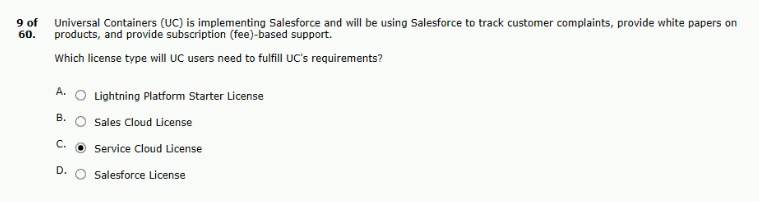 9 of 60. Universal Containers (UC) is implementing Salesforce and will be using Salesforce to track customer complaints, provide white papers on
products, and provide subscription (fee)-based support.
Which license type will UC users need to fulfill UC's requirements?
A. Lightning Platform Starter License
B. Sales Cloud License
C. Service Cloud License
D. Salesforce License